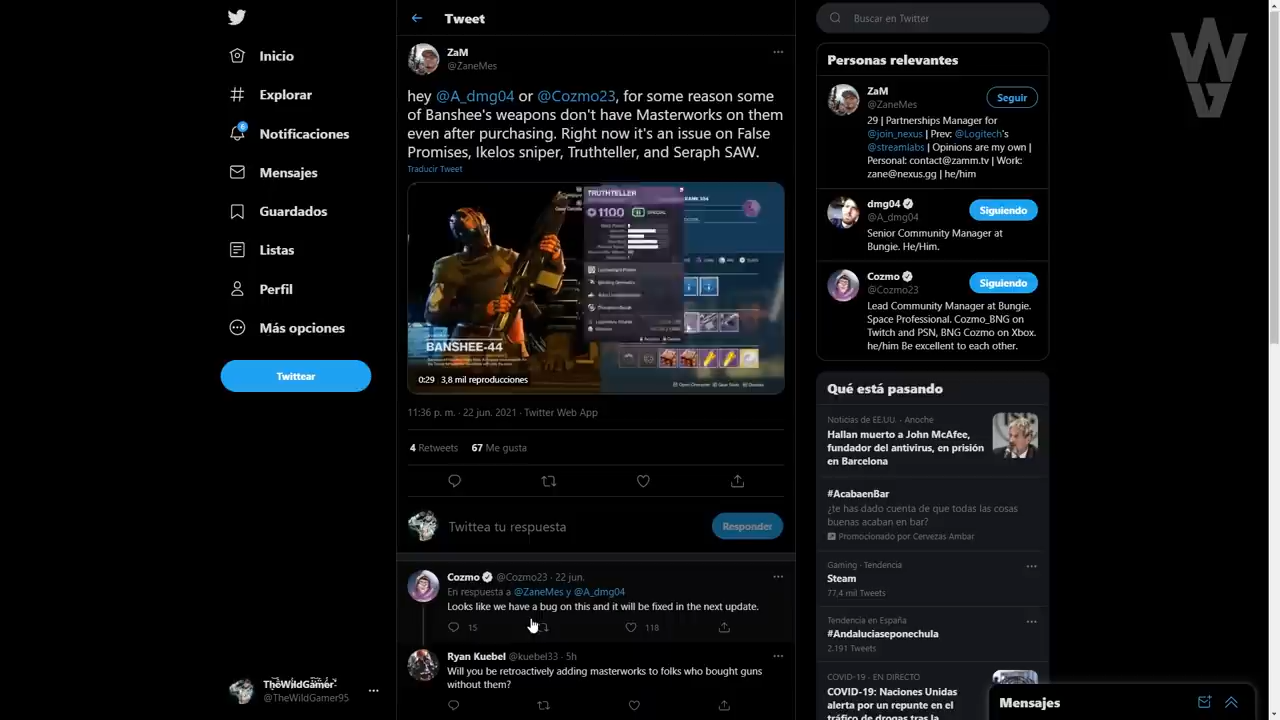 Inicio
Explorar
Notificaciones
Mensajes
Guardados
Listas
Perfil
Más opciones
Twittear
TheWildGamer
@TheWildGamer95
Tweet
ZaM
@ZaneMes
hey @A_dmg04 or @Cozmo23, for some reason some
of Banshee's weapons don't have Masterworks on them
even after purchasing. Right now it's an issue on False
Promises, Ikelos sniper, Truthteller, and Seraph SAW.
Traducir Tweet
TRUTHTELLER
1100
SPECIAL
BANSHEE-44
0:29 3,8 mil reproducciones
11:36 p. m. · 22 jun. 2021 · Twitter Web App
4 Retweets 67 Me gusta
Twittea tu respuesta
Responder
Cozmo @Cozmo23 · 22 jun.
En respuesta a @ZaneMes y @A_dmg04
Looks like we have a bug on this and it will be fixed in the next update.
15 118
Ryan Kuebel @kuebel33 · 5h
Will you be retroactively adding masterworks to folks who bought guns
without them?
Buscar en Twitter
Personas relevantes
ZaM
@ZaneMes
Seguir
29 | Partnerships Manager for
@join_nexus | Prev: @Logitech's
@streamlabs | Opinions are my own |
Personal: contact@zamm.tv | Work:
zane@nexus.gg | he/him
dmg04
@A_dmg04
Siguiendo
Senior Community Manager at
Bungie. He/Him.
Cozmo
@Cozmo23
Siguiendo
Lead Community Manager at Bungie.
Space Professional. Cozmo_BNG on
Twitch and PSN, BNG Cozmo on Xbox.
he/him Be excellent to each other.
Qué está pasando
Noticias de EE.UU. · Anoche
Hallan muerto a John McAfee,
fundador del antivirus, en prisión
en Barcelona
#AcabaenBar
¿te has dado cuenta de que todas las cosas
buenas acaban en bar?
Promocionado por Cervezas Ambar
Gaming · Tendencia
Steam
77,4 mil Tweets
Tendencia en España
#Andaluciaseponechula
2.191 Tweets
COVID-19 · EN DIRECTO
COVID-19: Naciones Unidas
alerta por un repunte en el
tráfico de drogas tras la
Mensajes